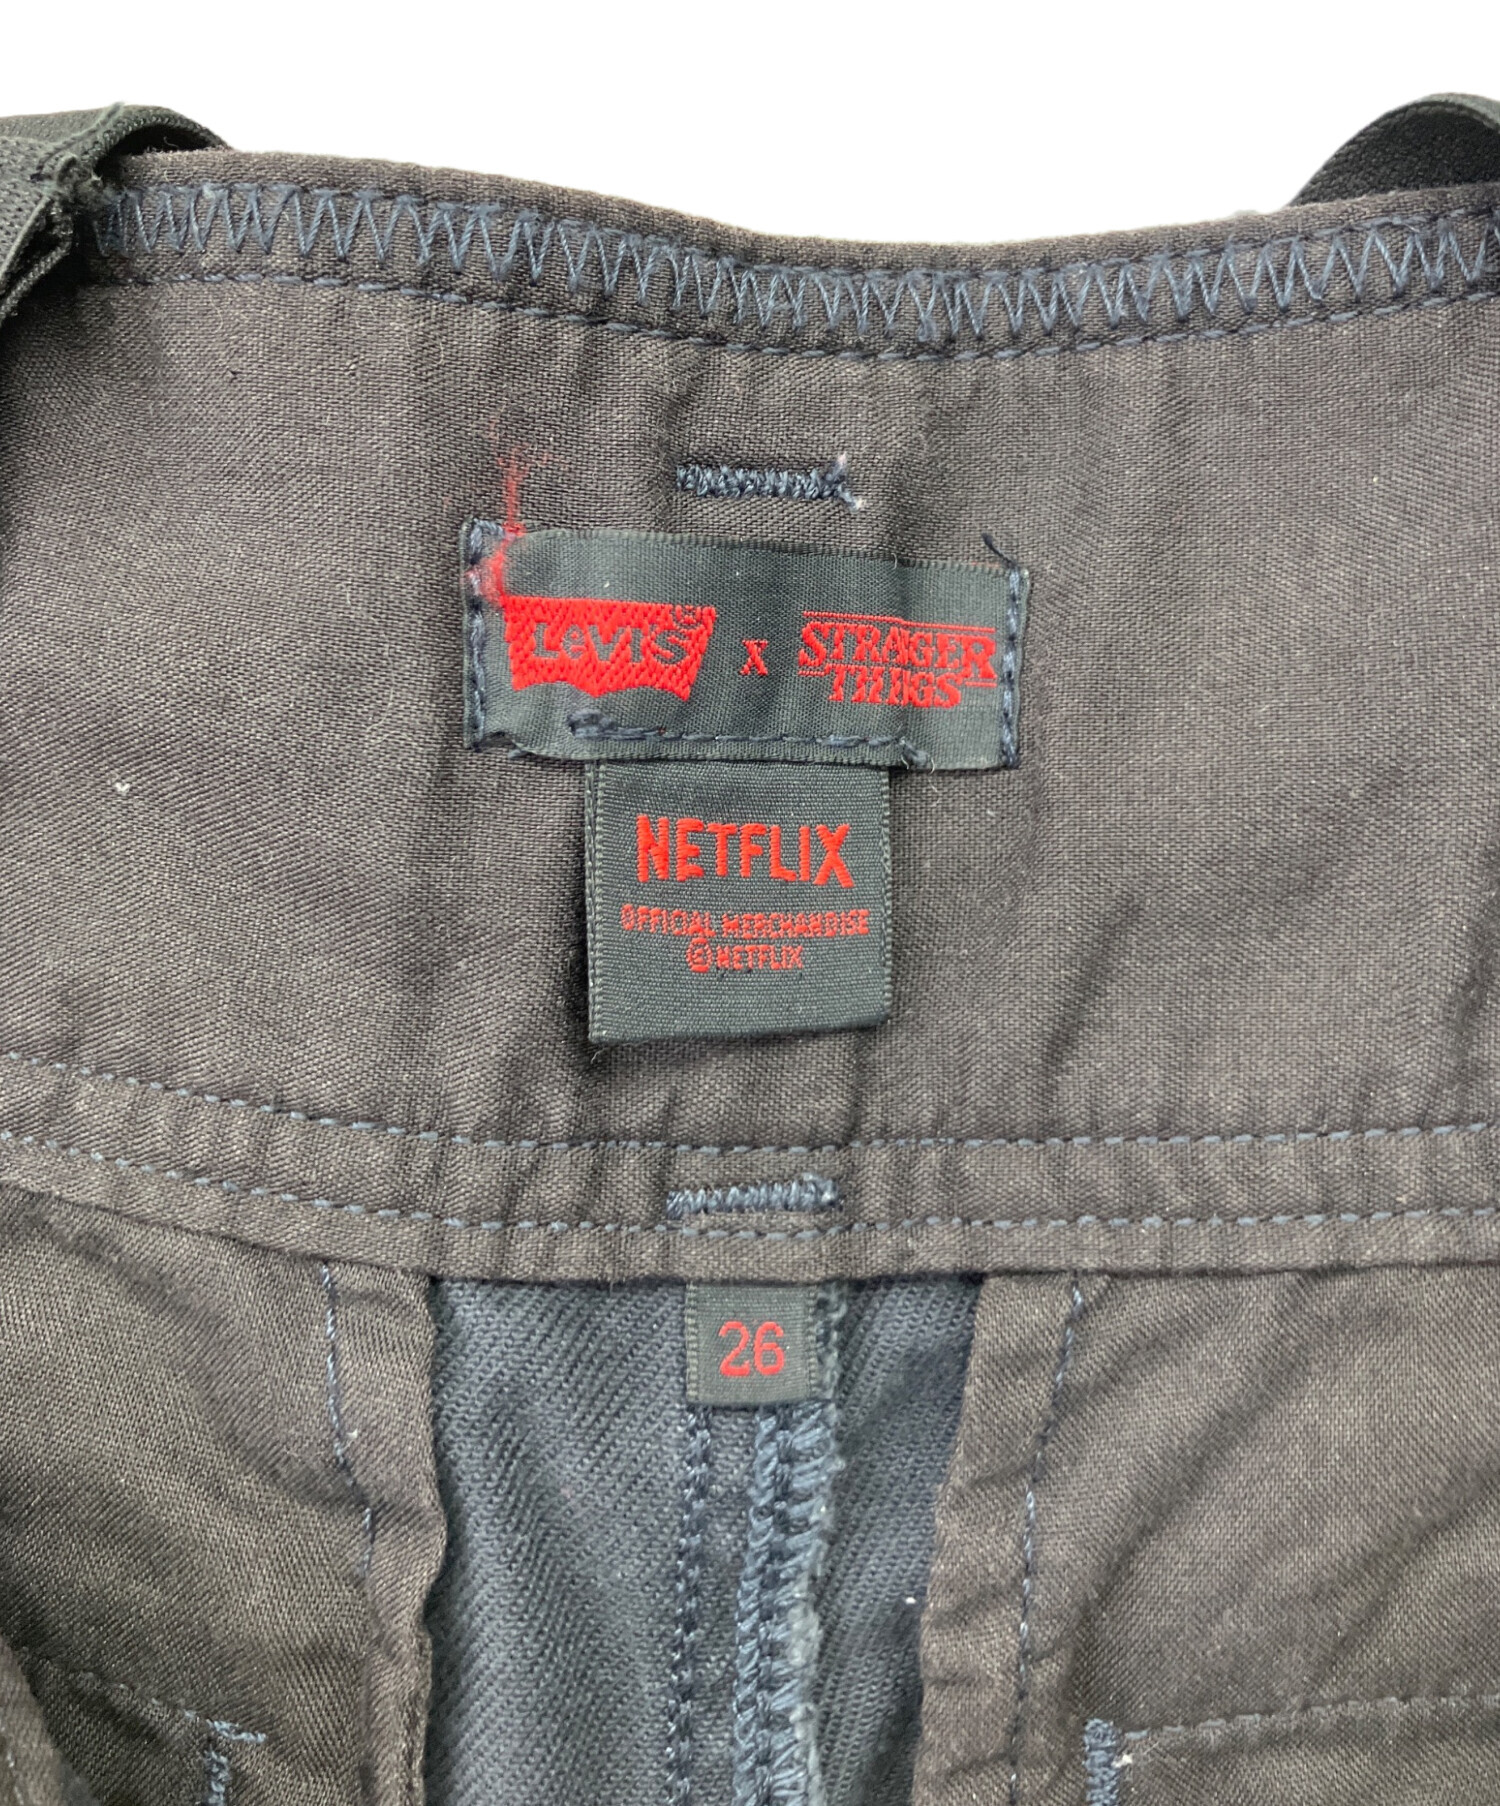 LEVI'S® X STRANGER THINGS
NETFLIX
OFFICIAL MERCHANDISE
© NETFLIX
26